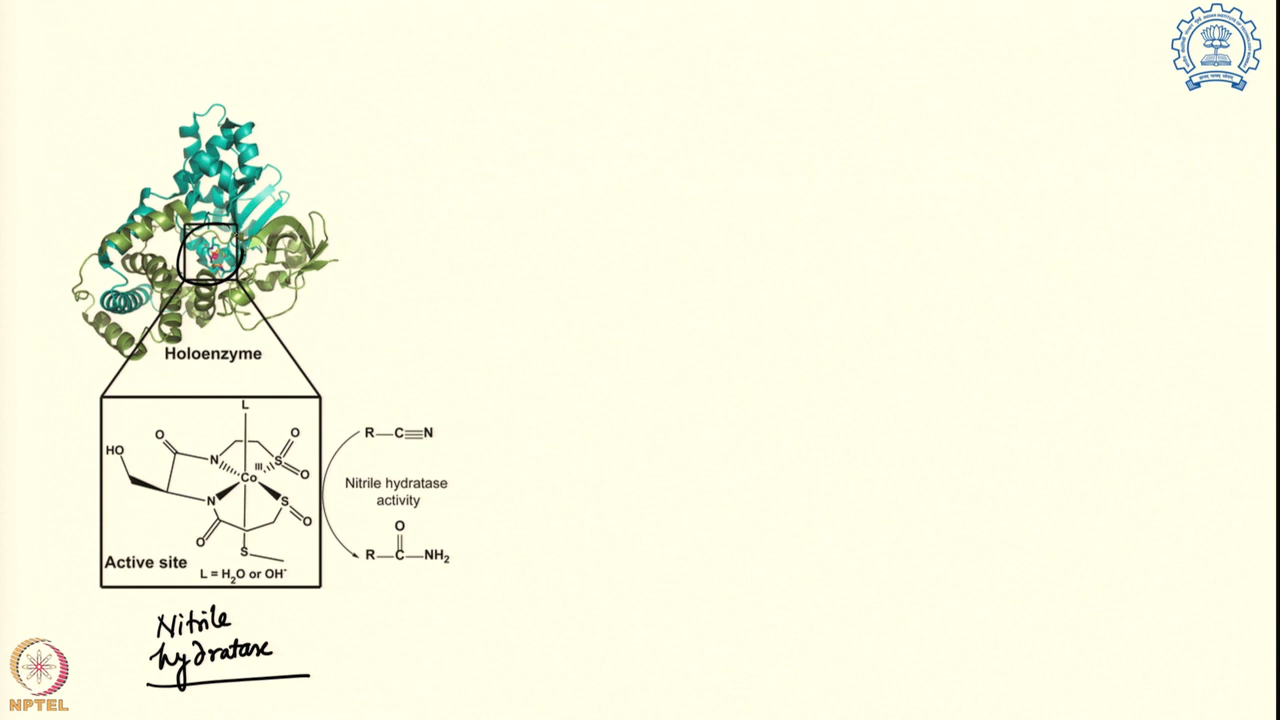 Holoenzyme
L
O
O
HO
N
III
S
O
Co
N
S
O
O
S
Active site
L = H2O or OH-
R—C≡N
Nitrile hydratase
activity
O
R—C—NH2
Nitrile
hydratase
NPTEL